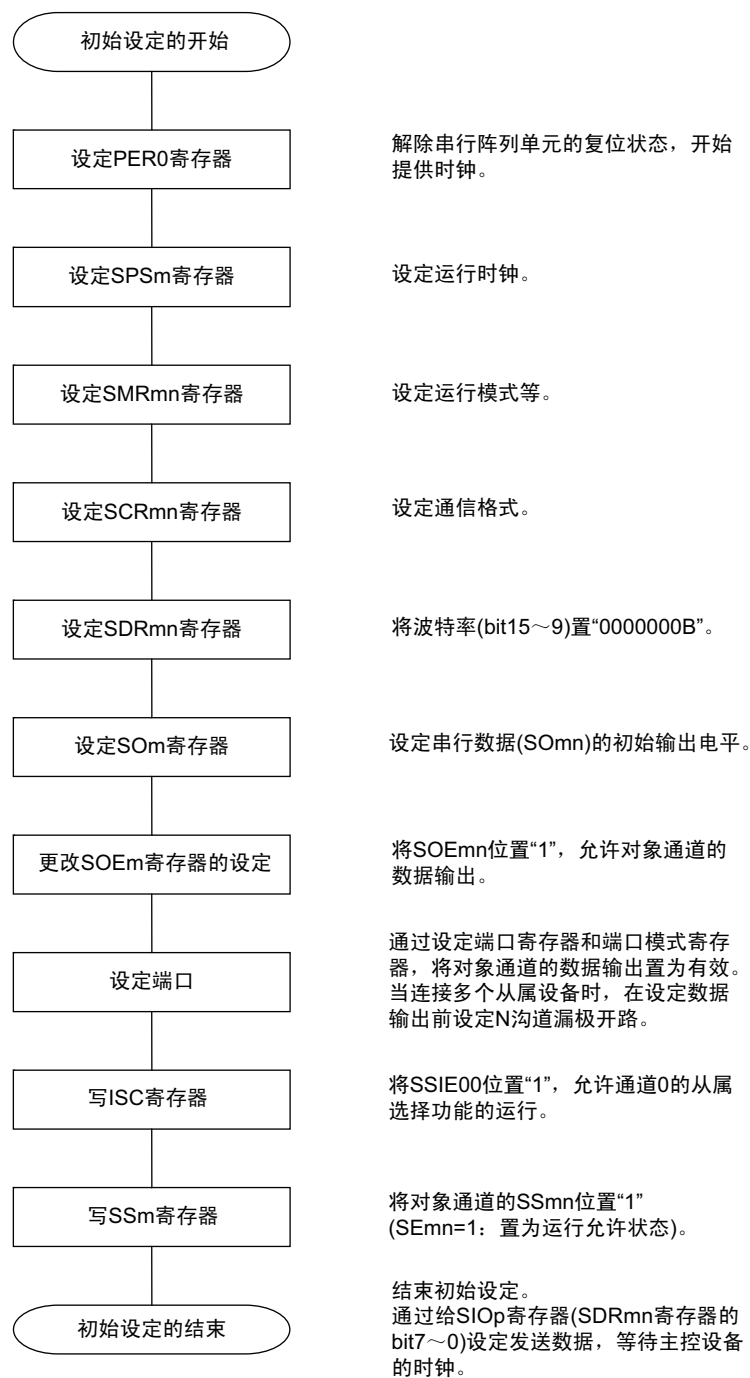 初始设定的开始
设定PER0寄存器
解除串行阵列单元的复位状态，开始
提供时钟。
设定SPSm寄存器
设定运行时钟。
设定SMRmn寄存器
设定运行模式等。
设定SCRmn寄存器
设定通信格式。
设定SDRmn寄存器
将波特率(bit15～9)置“0000000B”。
设定SOm寄存器
设定串行数据(SOmn)的初始输出电平。
更改SOEm寄存器的设定
将SOEmn位置“1”，允许对象通道的
数据输出。
设定端口
通过设定端口寄存器和端口模式寄存
器，将对象通道的数据输出置为有效。
当连接多个从属设备时，在设定数据
输出前设定N沟道漏极开路。
写ISC寄存器
将SSIE00位置“1”，允许通道0的从属
选择功能的运行。
写SSm寄存器
将对象通道的SSmn位置“1”
(SEmn=1：置为运行允许状态)。
初始设定的结束
结束初始设定。
通过给SIOp寄存器(SDRmn寄存器的
bit7～0)设定发送数据，等待主控设备
的时钟。